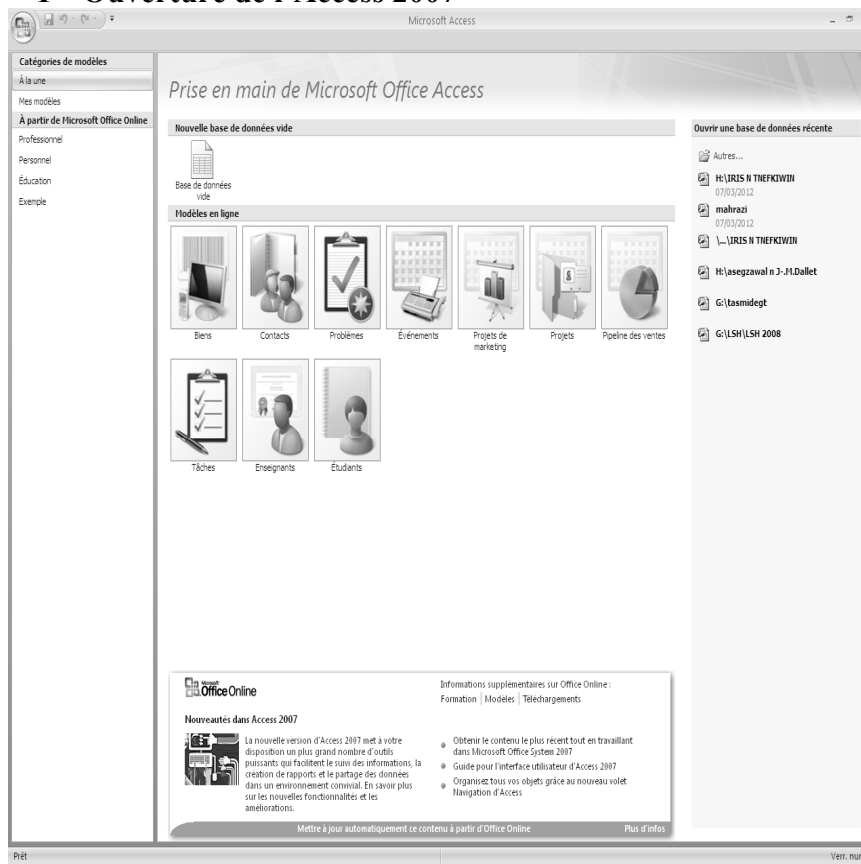 1 Ouverture de l'Access 2007
Microsoft Access
Catégories de modèles
À la une
Mes modèles
À partir de Microsoft Office Online
Professionnel
Personnel
Éducation
Exemple
Prise en main de Microsoft Office Access
Nouvelle base de données vide
Base de données
vide
Modèles en ligne
Biens
Contacts
Problèmes
Événements
Projets de
marketing
Projets
Pipeline des ventes
Tâches
Enseignants
Étudiants
Ouvrir une base de données récente
Autres...
H:\IRIS N TNEFKIWIN
07/03/2012
mahrazi
07/03/2012
\...\IRIS N TNEFKIWIN
H:\asegzawal n J-.M.Dallet
G:\tasmidegt
G:\LSH\LSH 2008
Microsoft
Office Online
Nouveautés dans Access 2007
La nouvelle version d'Access 2007 met à votre
disposition un plus grand nombre d'outils
puissants qui facilitent le suivi des informations, la
création de rapports et le partage des données
dans un environnement convivial. En savoir plus
sur les nouvelles fonctionnalités et les
améliorations.
Informations supplémentaires sur Office Online :
Formation | Modèles | Téléchargements
Obtenir le contenu le plus récent tout en travaillant
dans Microsoft Office System 2007
Guide pour l'interface utilisateur d'Access 2007
Organisez tous vos objets grâce au nouveau volet
Navigation d'Access
Mettre à jour automatiquement ce contenu à partir d'Office Online
Plus d'infos
Prêt
Verr. nu